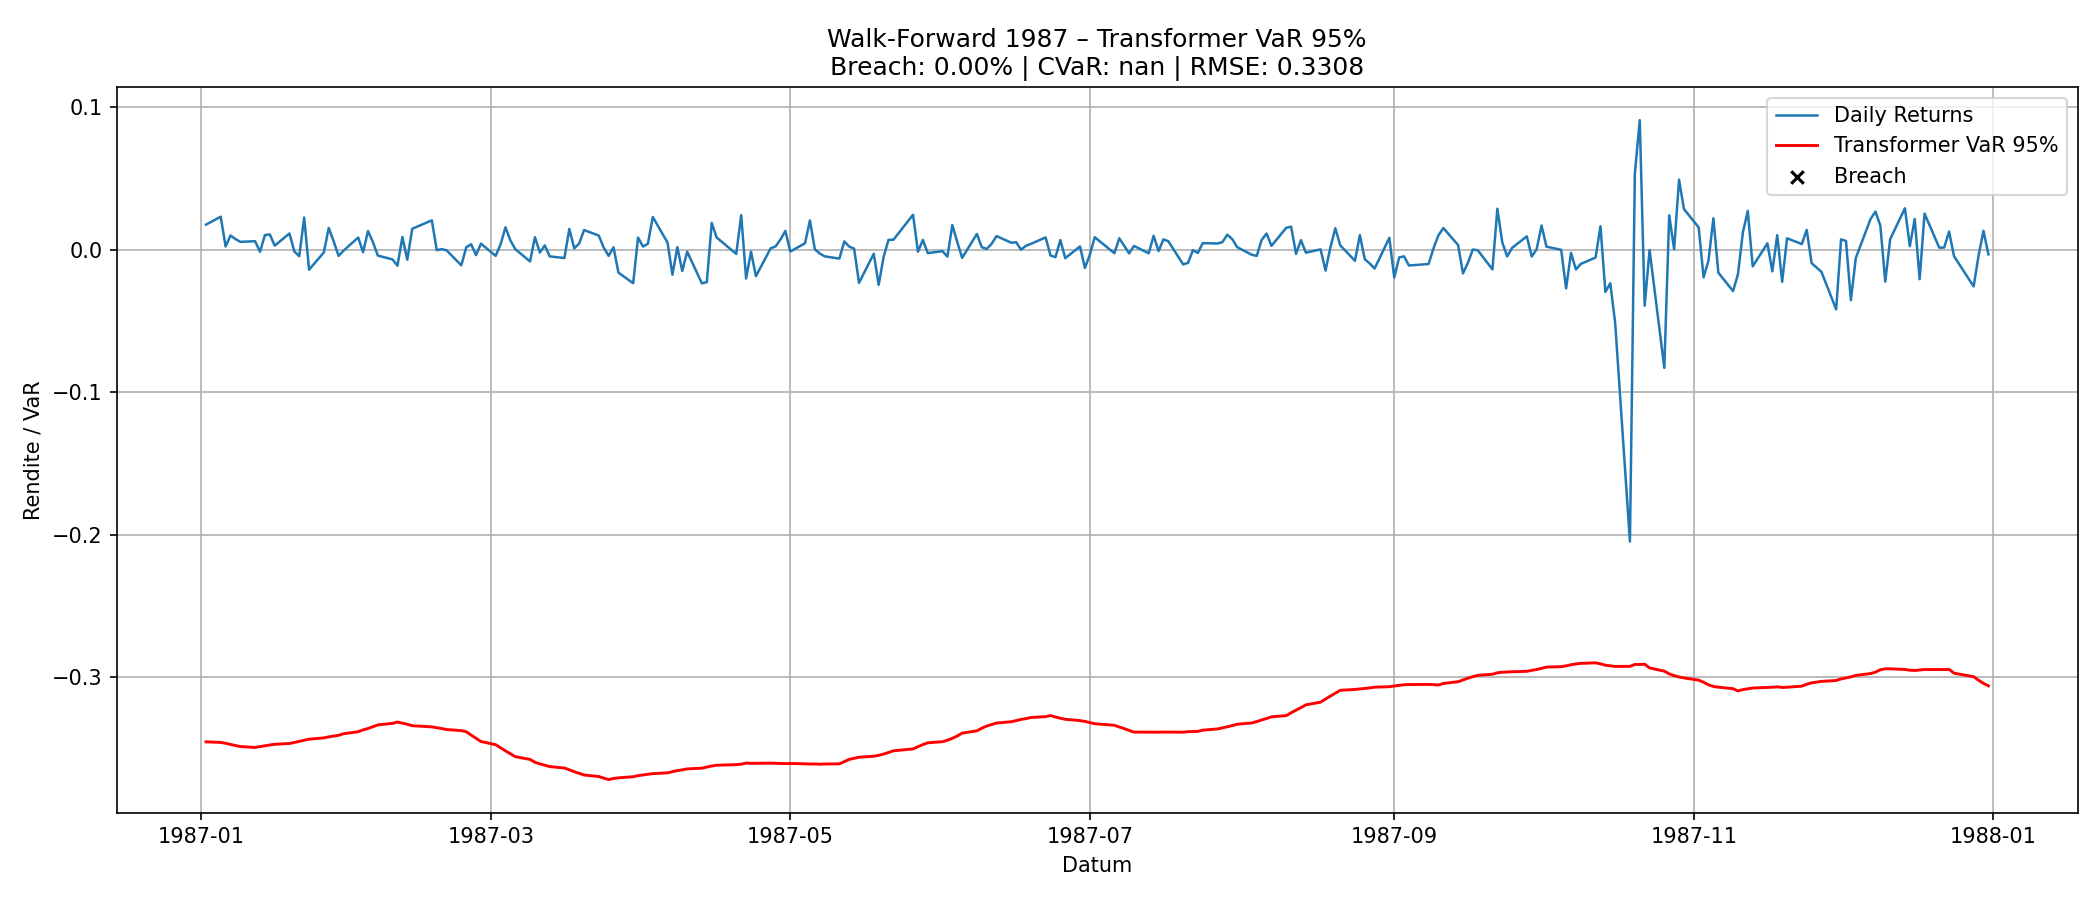 Walk-Forward 1987 – Transformer VaR 95%
Breach: 0.00% | CVaR: nan | RMSE: 0.3308
Daily Returns
Transformer VaR 95%
Breach
0.1
0.0
−0.1
−0.2
−0.3
Rendite / VaR
1987-01
1987-03
1987-05
1987-07
1987-09
1987-11
1988-01
Datum